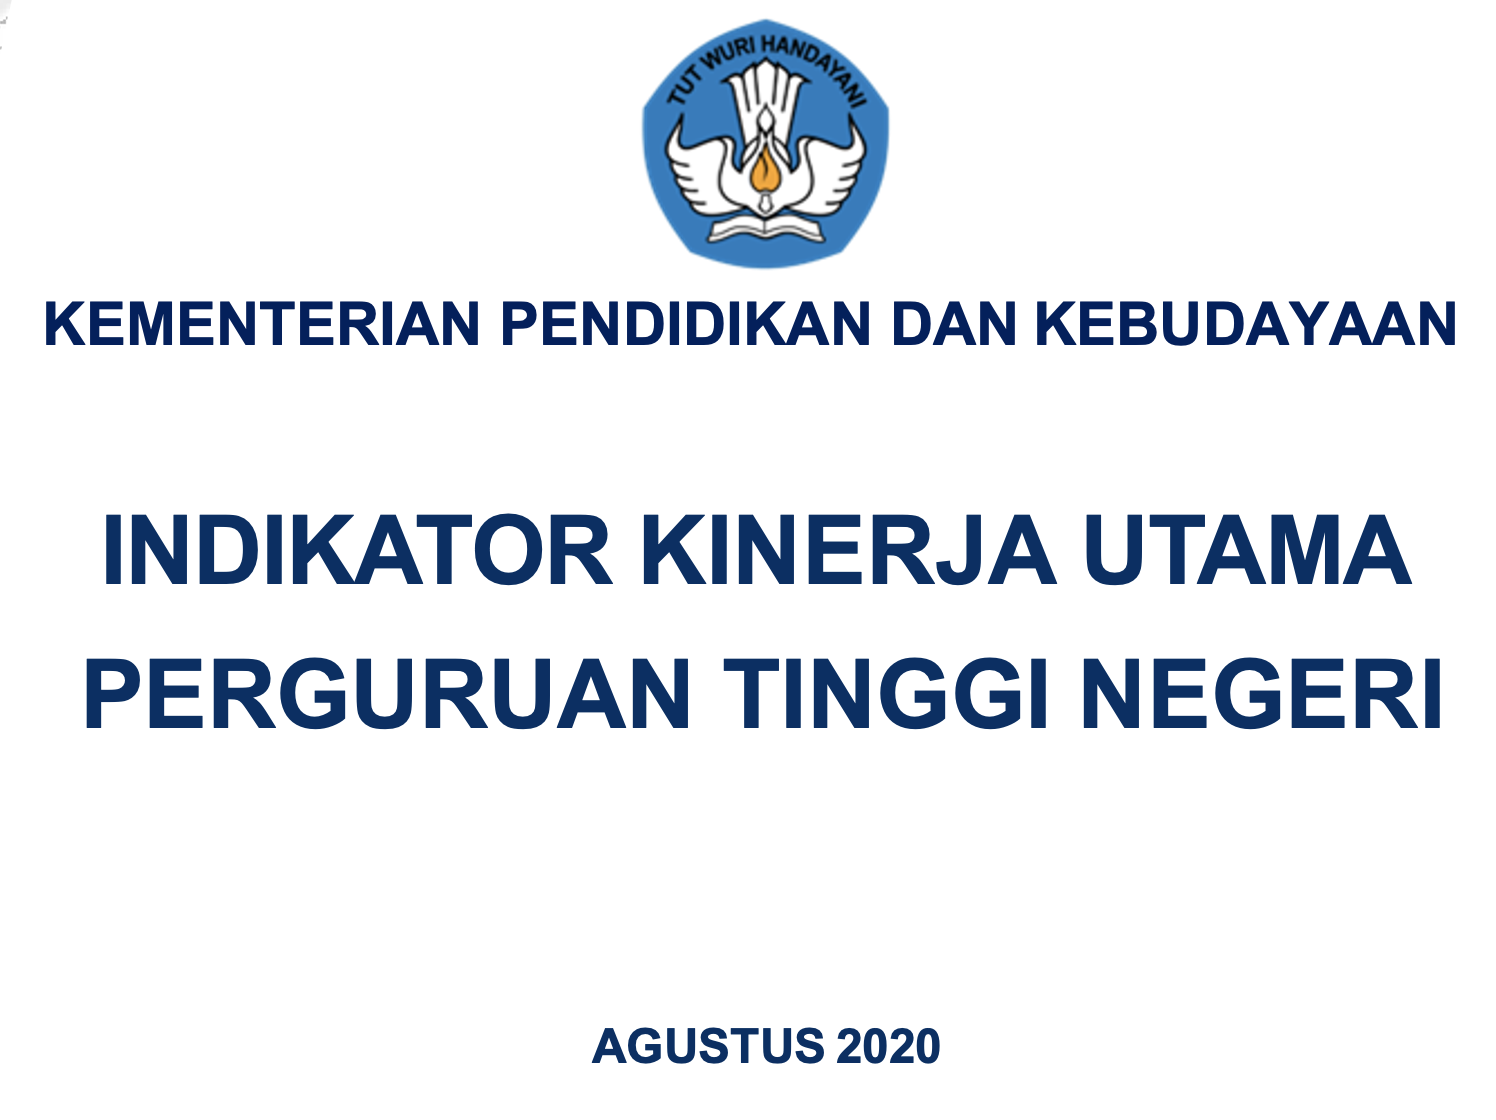 TUT WURI HANDAYANI
KEMENTERIAN PENDIDIKAN DAN KEBUDAYAAN
INDIKATOR KINERJA UTAMA
PERGURUAN TINGGI NEGERI
AGUSTUS 2020